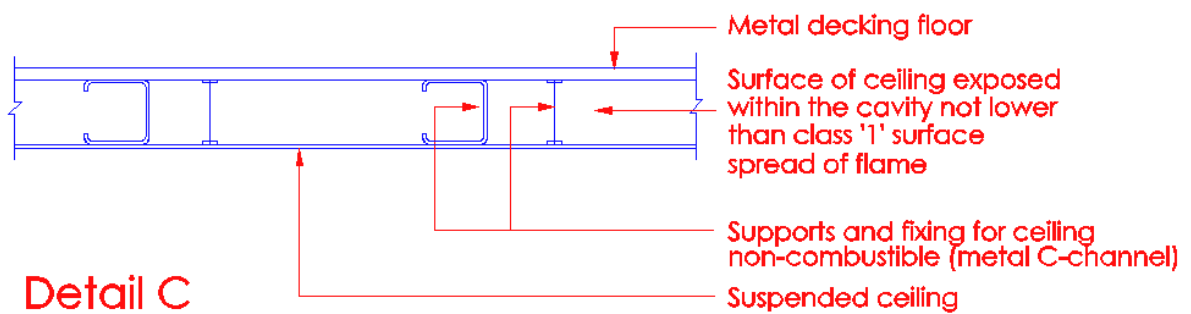 Metal decking floor
Surface of ceiling exposed
within the cavity not lower
than class '1' surface
spread of flame
Supports and fixing for ceiling
non-combustible (metal C-channel)
Suspended ceiling
Detail C